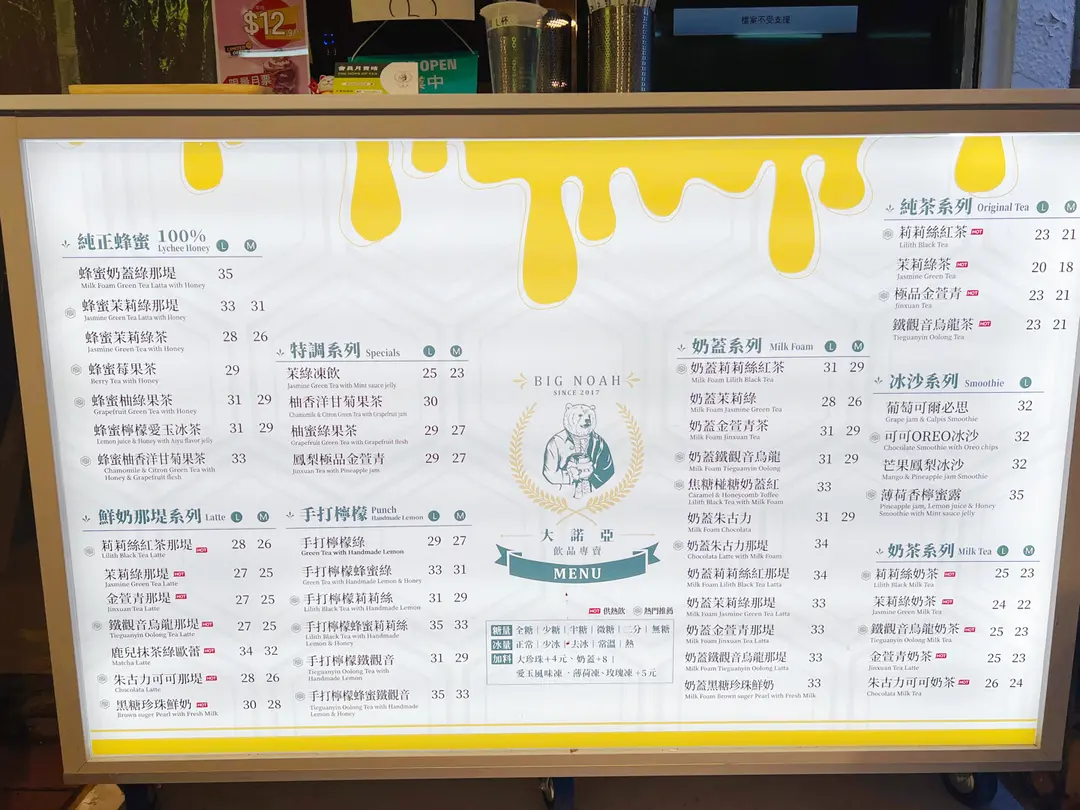 $12
會員月費咭
OPEN
L杯
檔案不受支援
純正蜂蜜 100% Lychee Honey L M
蜂蜜奶蓋綠那堤 35
Milk Foam Green Tea Latta with Honey
蜂蜜茉莉綠那堤 33 31
Jasmine Green Tea Latta with Honey
蜂蜜茉莉綠茶 28 26
Jasmine Green Tea with Honey
蜂蜜莓果茶 29
Berry Tea with Honey
蜂蜜柚綠果茶 31 29
Grapefruit Green Tea with Honey
蜂蜜檸檬愛玉冰茶 31 29
Lemon juice & Honey with Aiyu flavor jelly
蜂蜜柚香洋甘菊果茶 33
Chamomile & Citron Green Tea with
Honey & Grapefruit flesh
鮮奶那堤系列 Latte L M
莉莉絲紅茶那堤 HOT 28 26
Lilith Black Tea Latte
茉莉綠那堤 HOT 27 25
Jasmine Green Tea Latte
金萱青那堤 HOT 27 25
Jinxuan Tea Latte
鐵觀音烏龍那堤 HOT 27 25
Tieguanyin Oolong Tea Latte
鹿兒抹茶綠歐蕾 HOT 34 32
Matcha Latte
朱古力可可那堤 HOT 28 26
Chocolata Latte
黑糖珍珠鮮奶 HOT 30 28
Brown suger Pearl with Fresh Milk
特調系列 Specials L M
茉綠凍飲 25 23
Jasmine Green Tea with Mint sauce jelly
柚香洋甘菊果茶 30
Chamomile & Citron Green Tea with Grapefruit jam
柚蜜綠果茶 29 27
Grapefruit Green Tea with Grapefruit flesh
鳳梨極品金萱青 29 27
Jinxuan Tea with Pineapple jam
手打檸檬 Punch Handmade Lemon L M
手打檸檬綠 29 27
Green Tea with Handmade Lemon
手打檸檬蜂蜜綠 33 31
Green Tea with Handmade Lemon & Honey
手打檸檬莉莉絲 31 29
Lilith Black Tea with Handmade Lemon
手打檸檬蜂蜜莉莉絲 35 33
Lilith Black Tea with Handmade
Lemon & Honey
手打檸檬鐵觀音 31 29
Tieguanyin Oolong Tea with
Handmade Lemon
手打檸檬蜂蜜鐵觀音 35 33
Tieguanyin Oolong Tea with Handmade
Lemon & Honey
BIG NOAH
SINCE 2017
大諾亞
飲品專賣
MENU
HOT 供熱飲 熱門推薦
糖量 全糖|少糖|半糖|微糖|二分|無糖
冰量 正常|少冰|去冰|常溫|熱
加料 大珍珠+4元、奶蓋+8|
愛玉風味凍、薄荷凍、玫瑰凍+5元
奶蓋系列 Milk Foam L M
奶蓋莉莉絲紅茶 31 29
Milk Foam Lilith Black Tea
奶蓋茉莉綠 28 26
Milk Foam Jasmine Green Tea
奶蓋金萱青茶 31 29
Milk Foam Jinxuan Tea
奶蓋鐵觀音烏龍 31 29
Milk Foam Tieguanyin Oolong
焦糖椪糖奶蓋紅 33
Caramel & Honeycomb Toffee
Lilith Black Tea with Milk Foam
奶蓋朱古力 31 29
Milk Foam Chocolata
奶蓋朱古力那堤 34
Chocolata Latte with Milk Foam
奶蓋莉莉絲紅那堤 34
Milk Foam Lilith Black Tea Latte
奶蓋茉莉綠那堤 33
Milk Foam Jasmine Green Tea Latta
奶蓋金萱青那堤 33
Milk Foam Jinxuan Tea Latta
奶蓋鐵觀音烏龍那堤 33
Milk Foam Tieguanyin Oolong Latta
奶蓋黑糖珍珠鮮奶 33
Milk Foam Brown suger Pearl with Fresh Milk
純茶系列 Original Tea L M
莉莉絲紅茶 HOT 23 21
Lilith Black Tea
茉莉綠茶 HOT 20 18
Jasmine Green Tea
極品金萱青 HOT 23 21
Jinxuan Tea
鐵觀音烏龍茶 HOT 23 21
Tieguanyin Oolong Tea
冰沙系列 Smoothie L
葡萄可爾必思 32
Grape jam & Calpis Smoothie
可可OREO冰沙 32
Chocolate Smoothie with Oreo chips
芒果鳳梨冰沙 32
Mango & Pineapple jam Smoothie
薄荷香檸蜜露 35
Pineapple jam, Lemon juice & Honey
Smoothie with Mint sauce jelly
奶茶系列 Milk Tea L M
莉莉絲奶茶 HOT 25 23
Lilith Black Milk Tea
茉莉綠奶茶 HOT 24 22
Jasmine Green Milk Tea
鐵觀音烏龍奶茶 HOT 25 23
Tieguanyin Oolong Milk Tea
金萱青奶茶 HOT 25 23
Jinxuan Tea Latte
朱古力可可奶茶 HOT 26 24
Chocolata Milk Tea